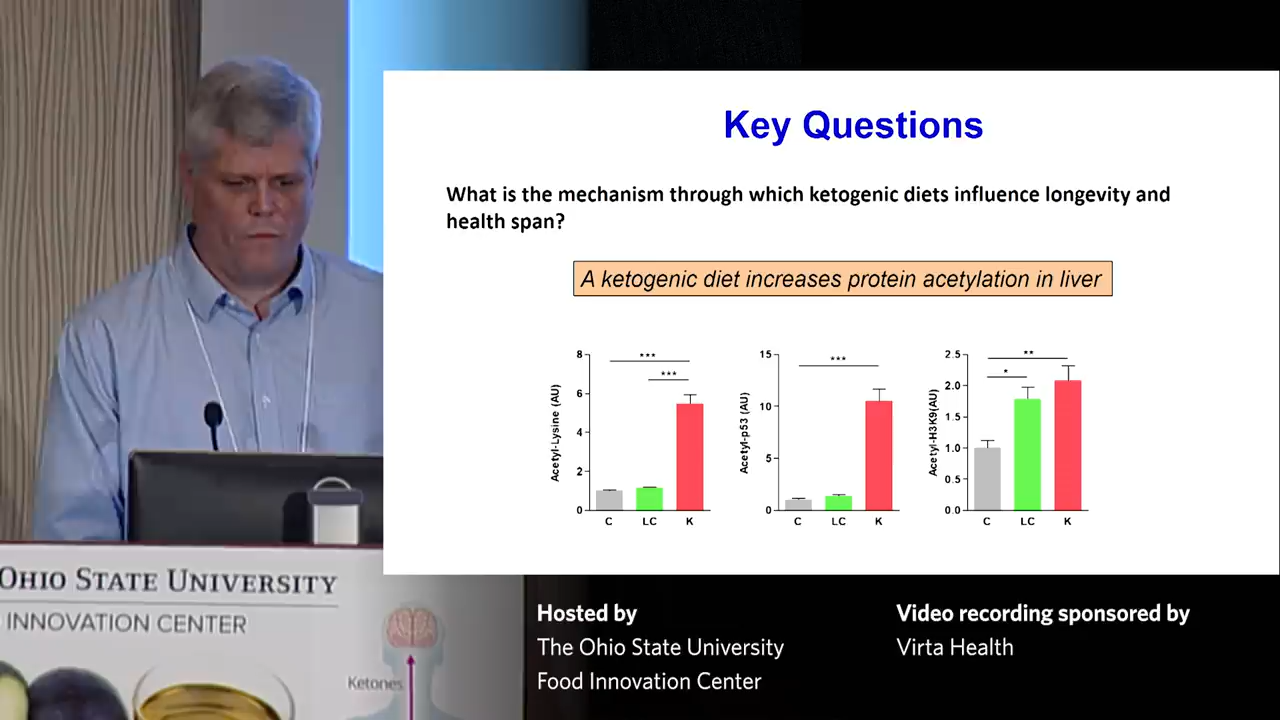 Key Questions
What is the mechanism through which ketogenic diets influence longevity and
health span?
A ketogenic diet increases protein acetylation in liver
8
6
4
2
0
Acetyl-Lysine (AU)
***
***
C LC K
15
10
5
0
Acetyl-p53 (AU)
***
C LC K
2.5
2.0
1.5
1.0
0.5
0.0
Acetyl-H3K9(AU)
**
*
C LC K
OHIO STATE UNIVERSITY
INNOVATION CENTER
Ketones
Hosted by
The Ohio State University
Food Innovation Center
Video recording sponsored by
Virta Health